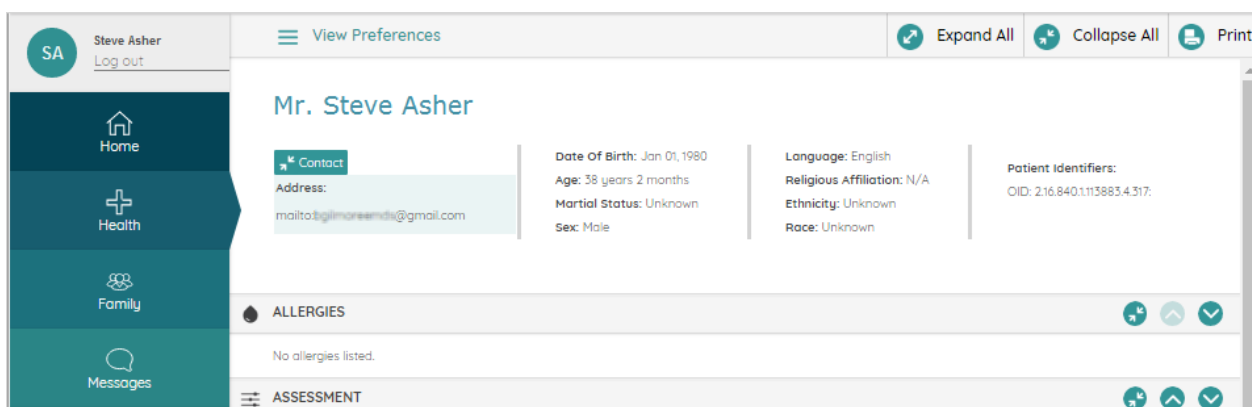 SA
Steve Asher
Log out
Home
Health
Family
Messages
View Preferences
Expand All
Collapse All
Print
Mr. Steve Asher
Contact
Address:
mailto: @gmail.com
Date Of Birth: Jan 01, 1980
Age: 38 years 2 months
Martial Status: Unknown
Sex: Male
Language: English
Religious Affiliation: N/A
Ethnicity: Unknown
Race: Unknown
Patient Identifiers:
OID: 2.16.840.1.113883.4.317:
ALLERGIES
No allergies listed.
ASSESSMENT